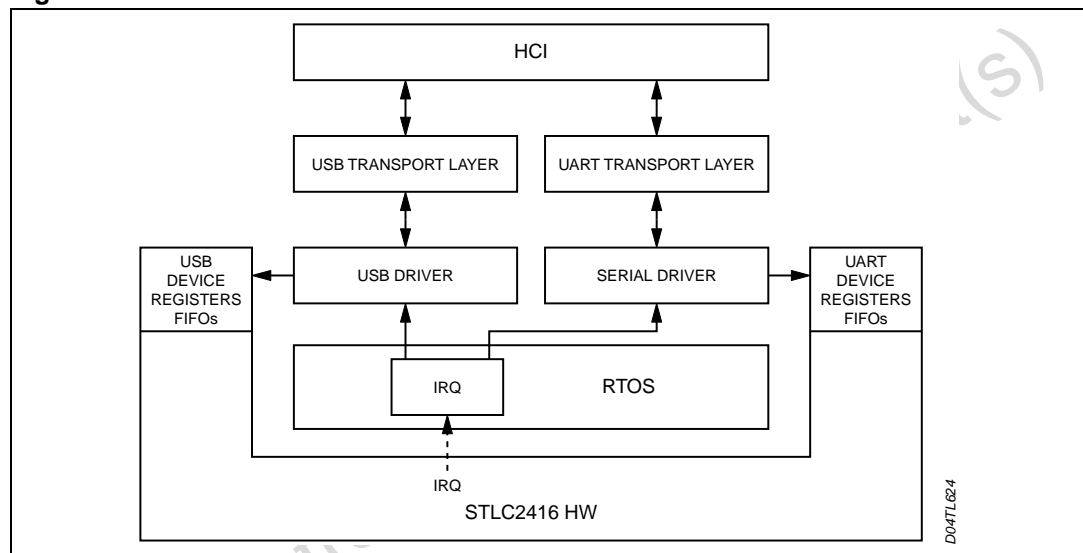 HCI
USB TRANSPORT LAYER
UART TRANSPORT LAYER
USB
DEVICE
REGISTERS
FIFOs
USB DRIVER
SERIAL DRIVER
UART
DEVICE
REGISTERS
FIFOs
IRQ
RTOS
IRQ
STLC2416 HW
D04TL624
(s)